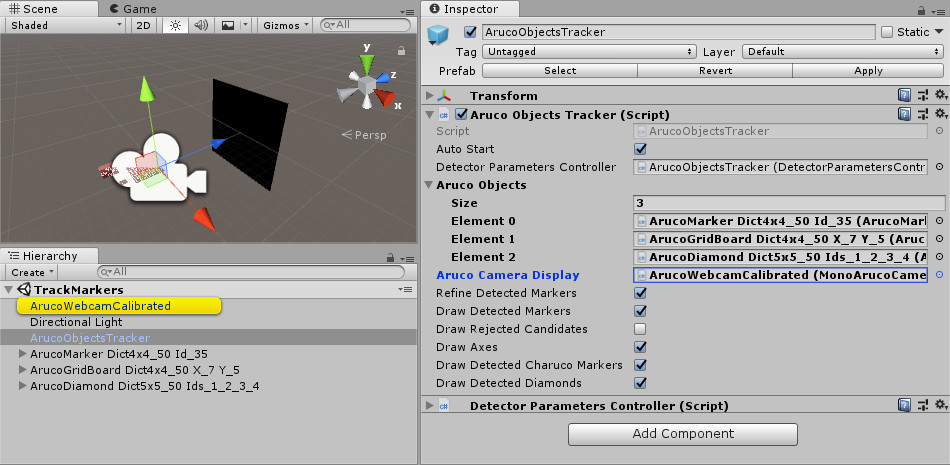 Scene
Game
Shaded
2D
Gizmos
All
y
z
x
Persp
Hierarchy
Create
All
TrackMarkers
ArucoWebcamCalibrated
Directional Light
ArucoObjectsTracker
ArucoMarker Dict4x4_50 Id_35
ArucoGridBoard Dict4x4_50 X_7 Y_5
ArucoDiamond Dict5x5_50 Ids_1_2_3_4
Inspector
ArucoObjectsTracker Static
Tag Untagged Layer Default
Prefab Select Revert Apply
Transform
Aruco Objects Tracker (Script)
Script ArucoObjectsTracker
Auto Start
Detector Parameters Controller ArucoObjectsTracker (DetectorParametersContr
Aruco Objects
Size 3
Element 0 ArucoMarker Dict4x4_50 Id_35 (ArucoMarl
Element 1 ArucoGridBoard Dict4x4_50 X_7 Y_5 (Aruc
Element 2 ArucoDiamond Dict5x5_50 Ids_1_2_3_4 (A
Aruco Camera Display ArucoWebcamCalibrated (MonoArucoCame
Refine Detected Markers
Draw Detected Markers
Draw Rejected Candidates
Draw Axes
Draw Detected Charuco Markers
Draw Detected Diamonds
Detector Parameters Controller (Script)
Add Component